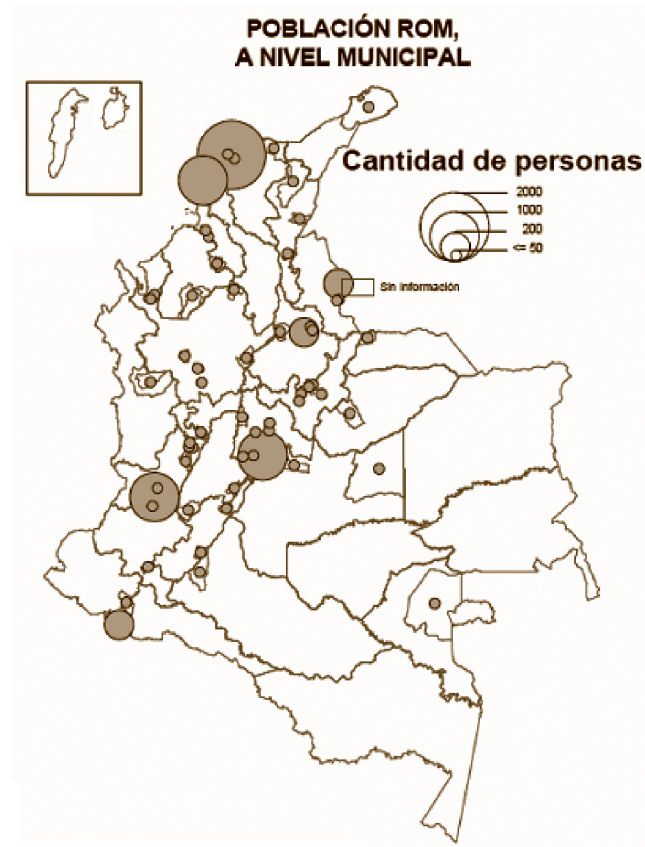 POBLACIÓN ROM,
A NIVEL MUNICIPAL
Cantidad de personas
2000
1000
200
<= 50
Sin información